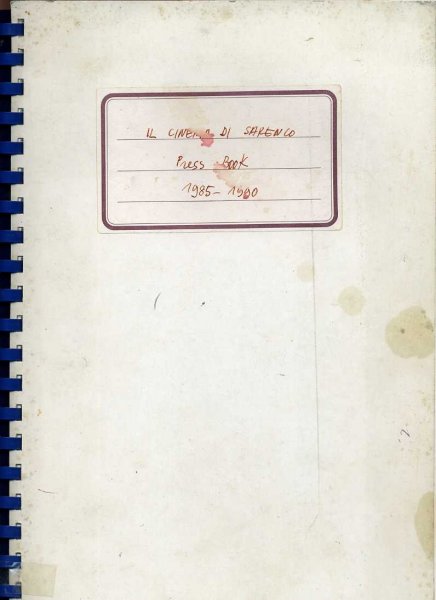 IL CINEMA DI SARENCO
Press Book
1985-1990